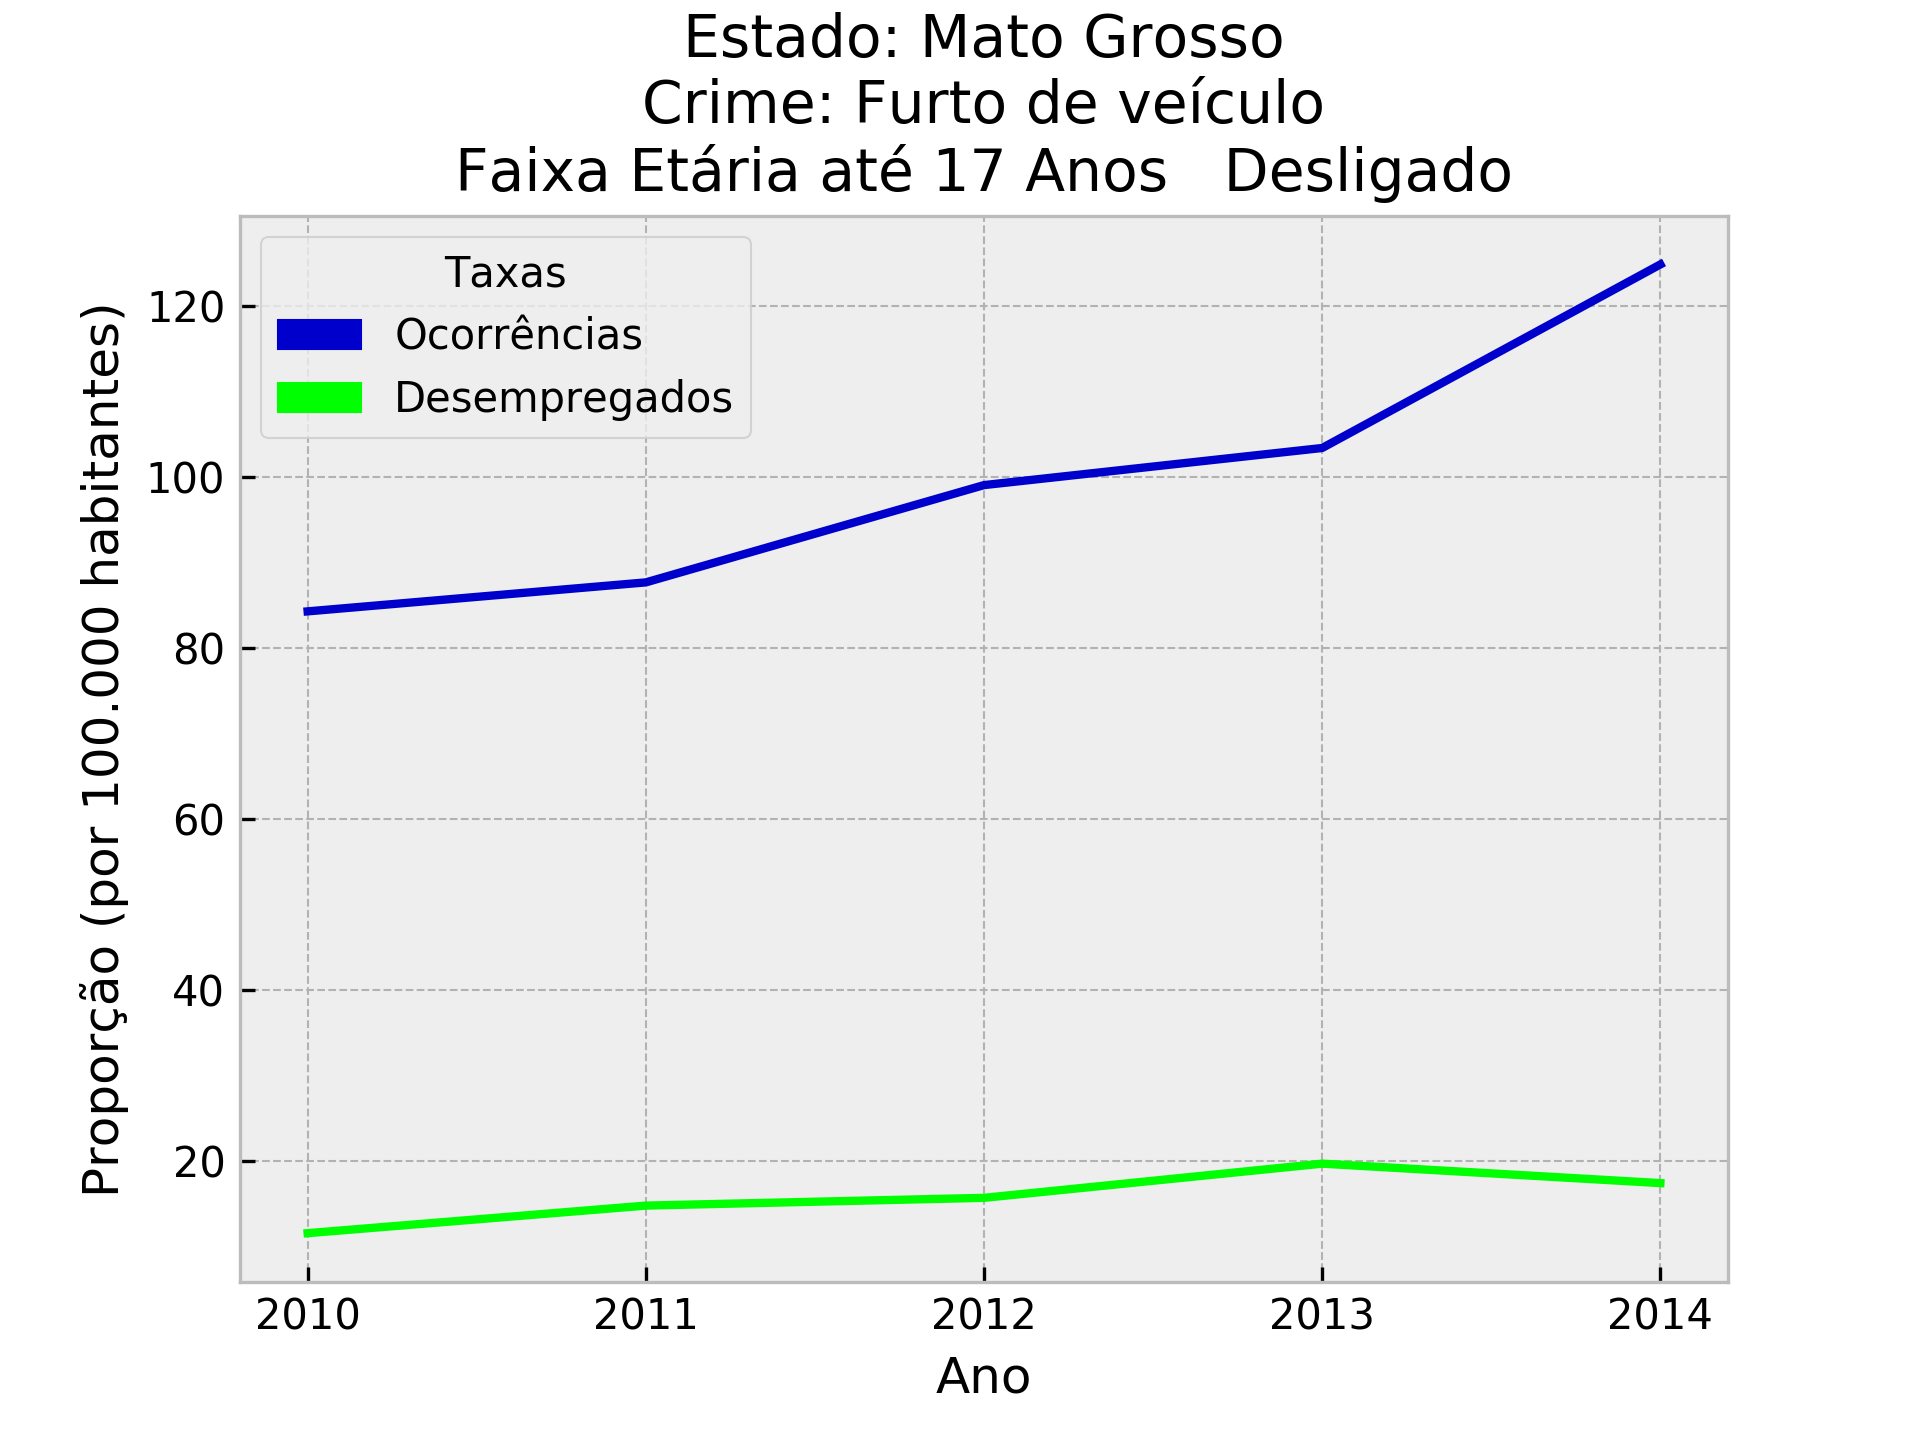 Estado: Mato Grosso
Crime: Furto de veículo
Faixa Etária até 17 Anos   Desligado
Taxas
Ocorrências
Desempregados
Proporção (por 100.000 habitantes)
120
100
80
60
40
20
2010 2011 2012 2013 2014
Ano